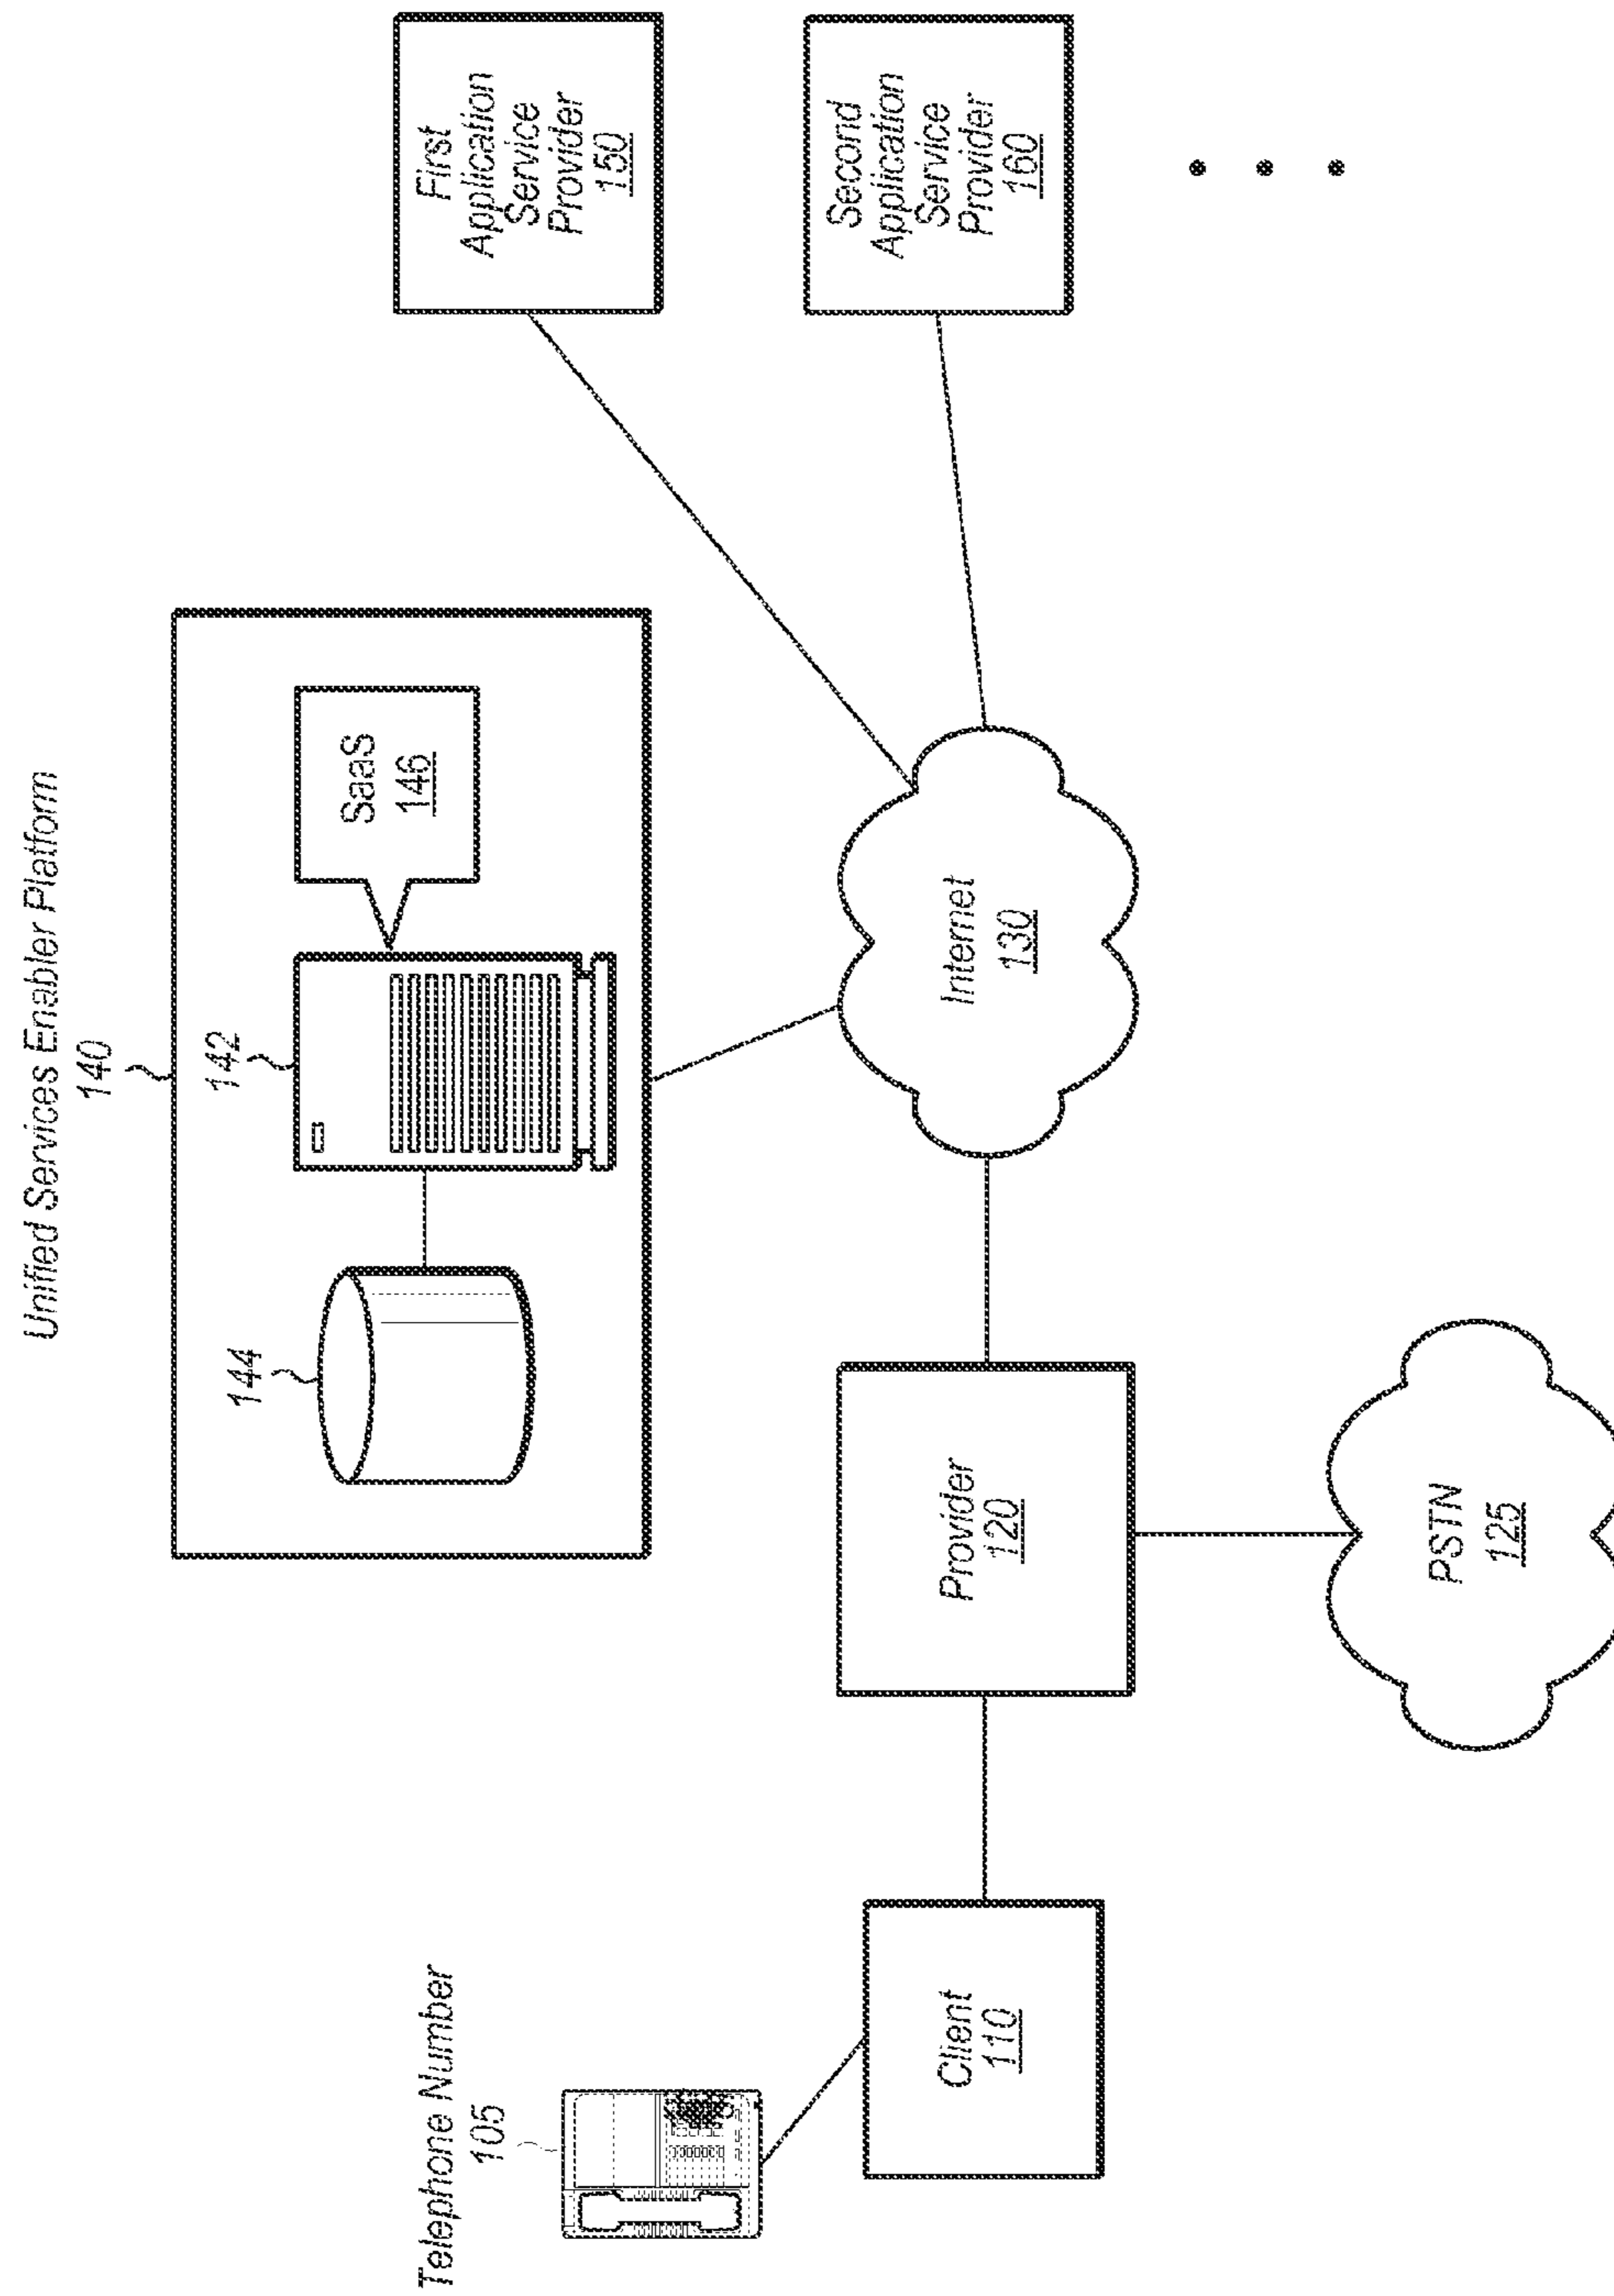 Unified Services Enabler Platform
140
144
142
SaaS
146
First
Application
Service
Provider
150
Telephone Number
105
Client
110
Provider
120
Internet
130
Second
Application
Service
Provider
160
PSTN
125